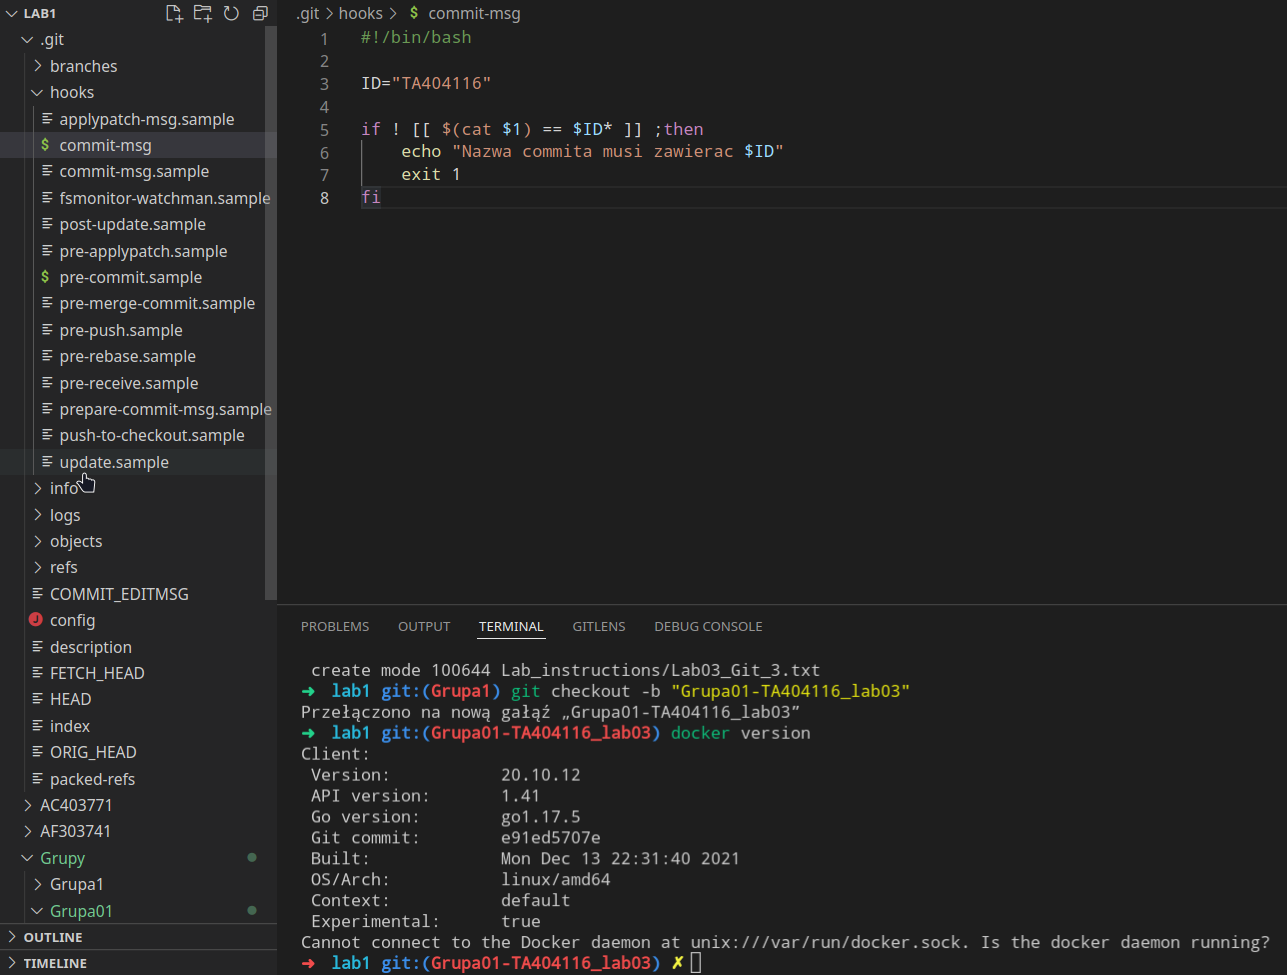 LAB1
.git
branches
hooks
applypatch-msg.sample
$ commit-msg
commit-msg.sample
fsmonitor-watchman.sample
post-update.sample
pre-applypatch.sample
$ pre-commit.sample
pre-merge-commit.sample
pre-push.sample
pre-rebase.sample
pre-receive.sample
prepare-commit-msg.sample
push-to-checkout.sample
update.sample
info
logs
objects
refs
COMMIT_EDITMSG
config
description
FETCH_HEAD
HEAD
index
ORIG_HEAD
packed-refs
AC403771
AF303741
Grupy
Grupa1
Grupa01
OUTLINE
TIMELINE
.git > hooks > $ commit-msg
1 #!/bin/bash
2
3 ID="TA404116"
4
5 if ! [[ $(cat $1) == $ID* ]] ;then
6     echo "Nazwa commita musi zawierac $ID"
7     exit 1
8 fi
PROBLEMS OUTPUT TERMINAL GITLENS DEBUG CONSOLE
create mode 100644 Lab_instructions/Lab03_Git_3.txt
➜ lab1 git:(Grupa1) git checkout -b "Grupa01-TA404116_lab03"
Przełączono na nową gałąź „Grupa01-TA404116_lab03”
➜ lab1 git:(Grupa01-TA404116_lab03) docker version
Client:
Version: 20.10.12
API version: 1.41
Go version: go1.17.5
Git commit: e91ed5707e
Built: Mon Dec 13 22:31:40 2021
OS/Arch: linux/amd64
Context: default
Experimental: true
Cannot connect to the Docker daemon at unix:///var/run/docker.sock. Is the docker daemon running?
➜ lab1 git:(Grupa01-TA404116_lab03) ✗